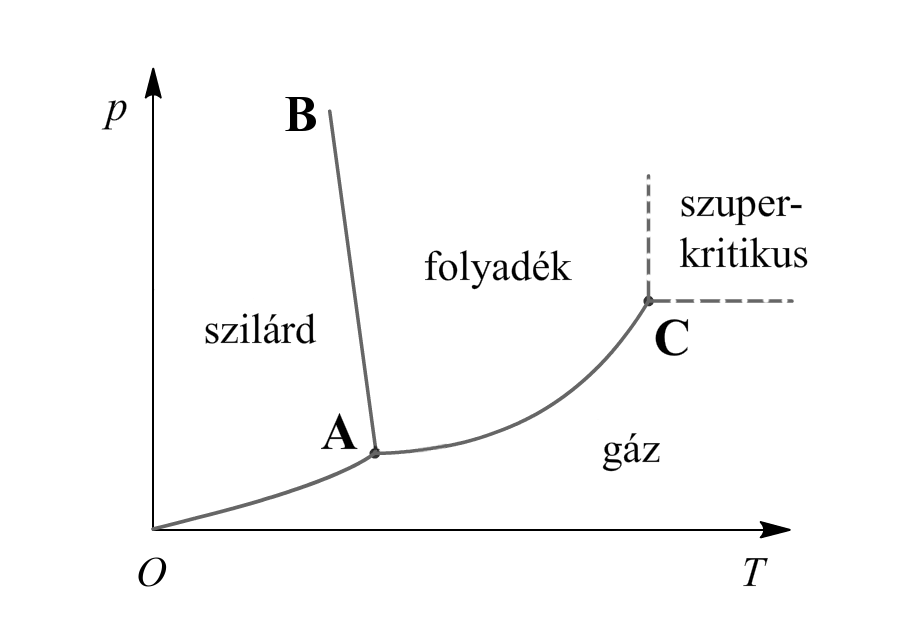 p
B
szuper-
kritikus
folyadék
szilárd
C
A
gáz
O
T